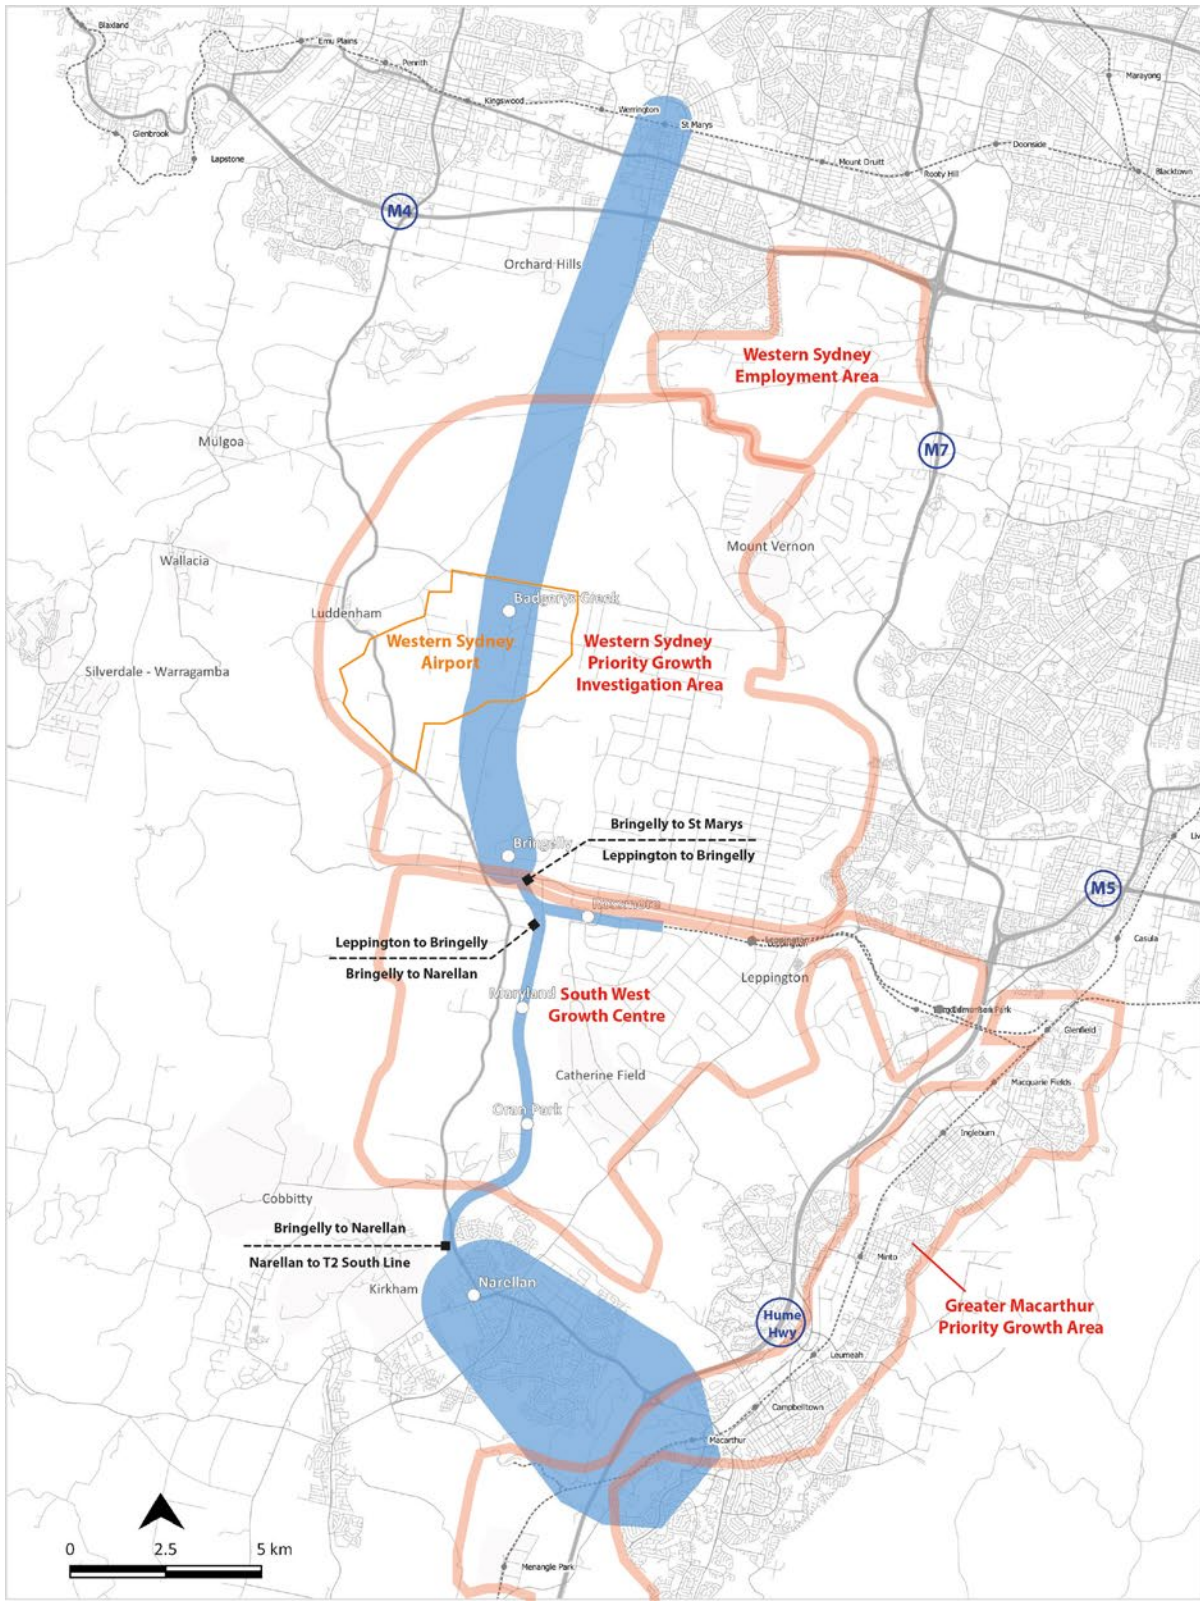 Blaxland
Emu Plains
Penrith
Marayong
Kingswood
Werrington
St Marys
Glenbrook
Lapstone
Mount Druitt
Doonside
Rooty Hill
Blacktown
M4
Orchard Hills
Western Sydney
Employment Area
Mulgoa
M7
Wallacia
Mount Vernon
Badgerys Creek
Luddenham
Western Sydney
Airport
Western Sydney
Priority Growth
Investigation Area
Silverdale - Warragamba
Bringelly to St Marys
Leppington to Bringelly
Bringelly
M5
Rossmore
Leppington to Bringelly
Bringelly to Narellan
Leppington
Casula
Maryland
South West
Growth Centre
Edmondson Park
Glenfield
Catherine Field
Macquarie Fields
Oran Park
Ingleburn
Cobbitty
Bringelly to Narellan
Narellan to T2 South Line
Minto
Kirkham
Narellan
Hume
Hwy
Greater Macarthur
Priority Growth Area
Leumeah
Campbelltown
Macarthur
Menangle Park
0 2.5 5 km